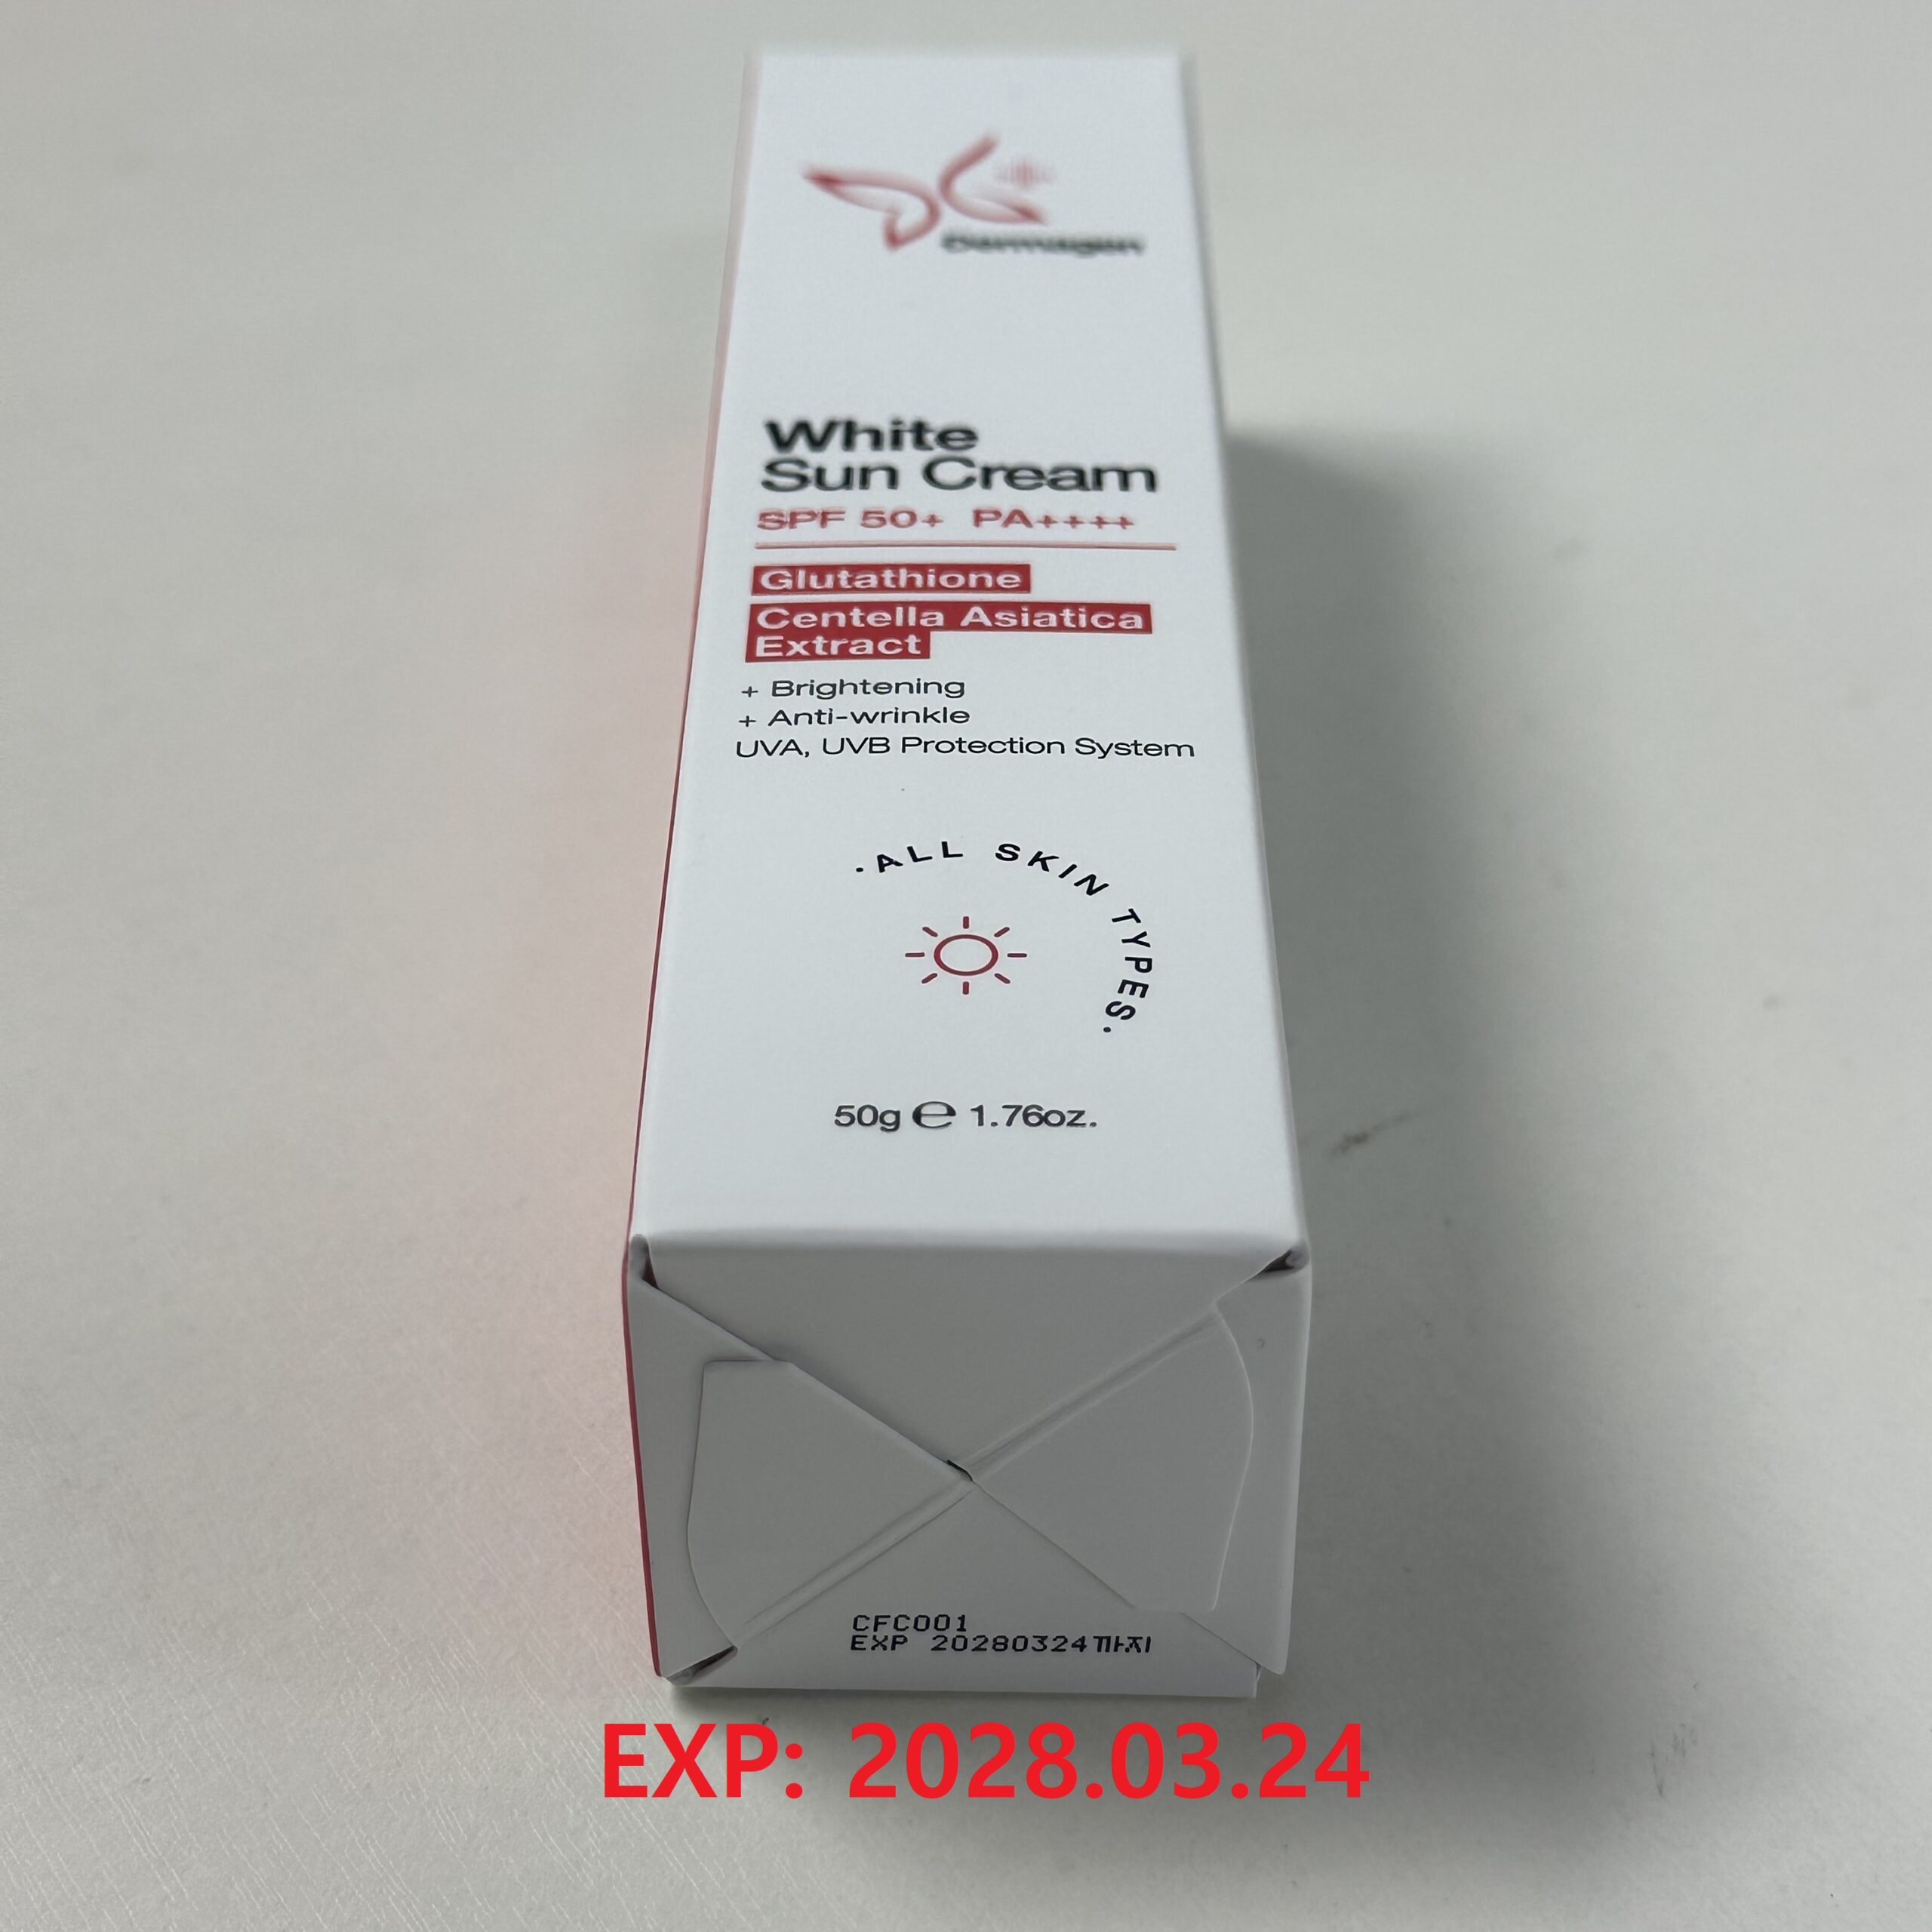 Dermagen
White
Sun Cream
SPF 50+ PA++++
Glutathione
Centella Asiatica
Extract
+ Brightening
+ Anti-wrinkle
UVA, UVB Protection System
·ALL SKIN TYPES·
50g ℮ 1.76oz.
CFC001
EXP 20280324까지
EXP: 2028.03.24